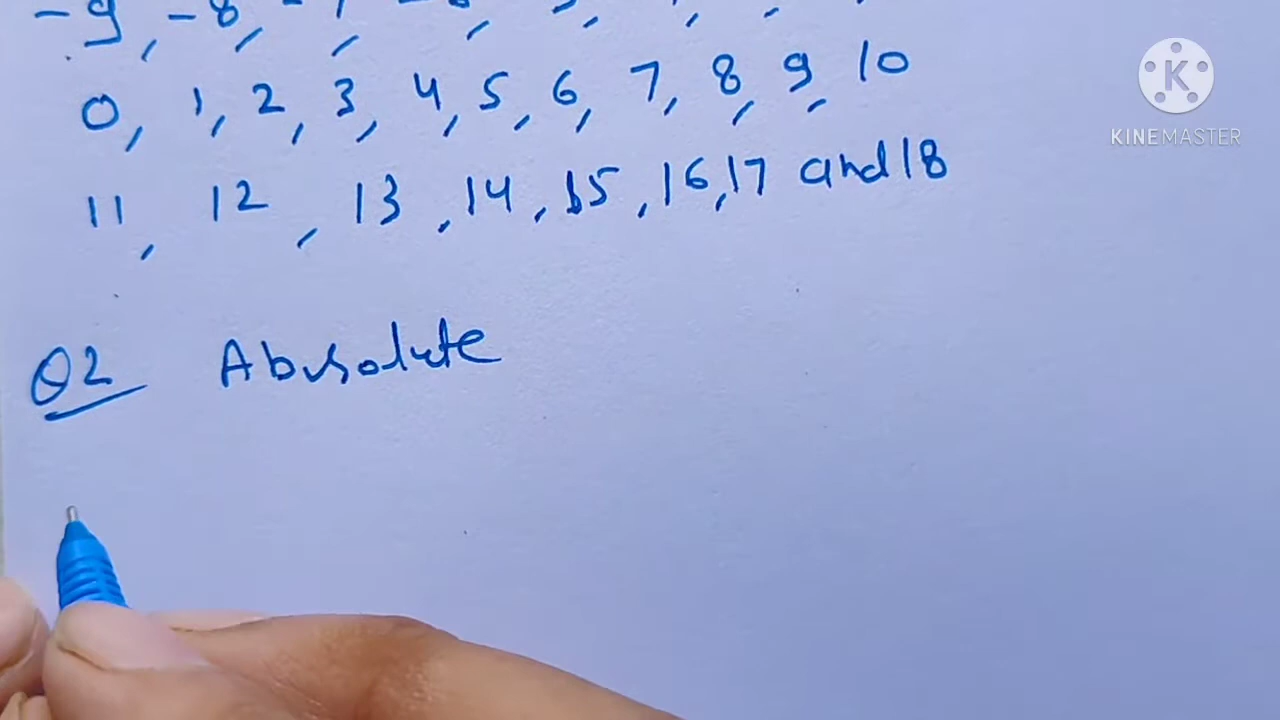 -9, -8, -7
0, 1, 2, 3, 4, 5, 6, 7, 8, 9, 10
11, 12, 13, 14, 15, 16, 17 and 18
Q2 Absolute
K
KINEMASTER